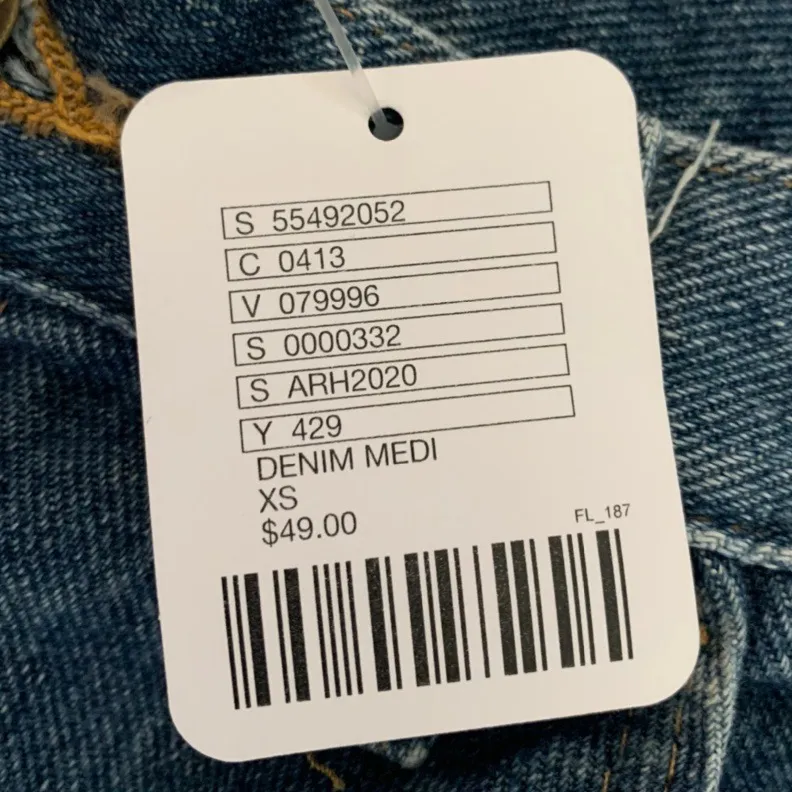 S 55492052
C 0413
V 079996
S 0000332
S ARH2020
Y 429
DENIM MEDI
XS
$49.00
FL_187